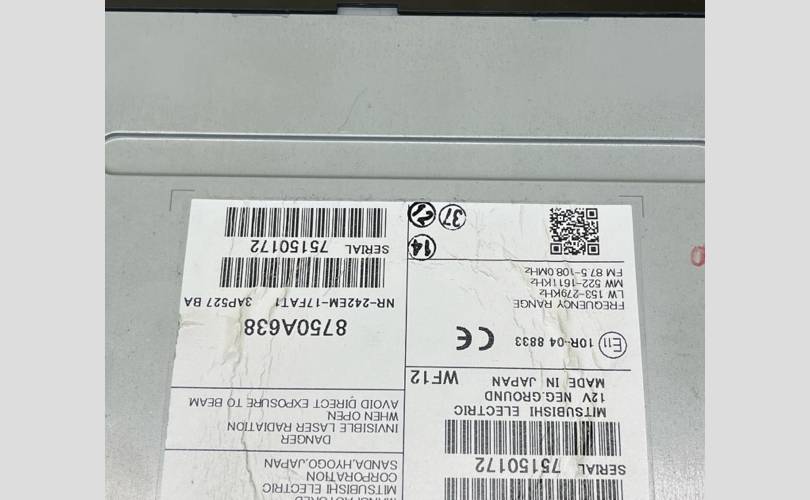 SERIAL 75150172
MITSUBISHI ELECTRIC
12V NEG.GROUND
MADE IN JAPAN
WF12
E11 10R-04 8833 CE
FREQUENCY RANGE
LW 153-279KHz
MW 522-1611KHz
FM 87.5-108.0MHz
14
37
MITSUBISHI ELECTRIC
CORPORATION
SANDA,HYOGO,JAPAN
DANGER
INVISIBLE LASER RADIATION
WHEN OPEN
AVOID DIRECT EXPOSURE TO BEAM
8750A638
NR-242EM-17FAT1 3AP527 BA
SERIAL 75150172